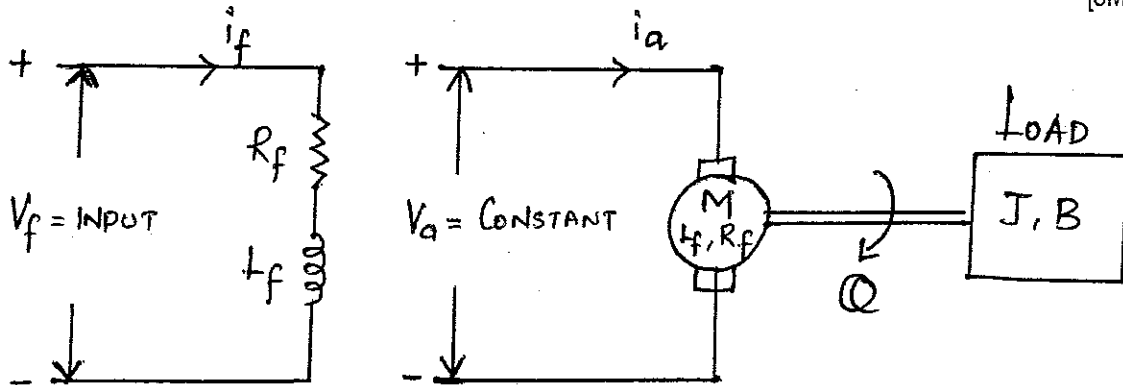 i_f
i_a
+
+
R_f
V_f = INPUT
L_f
V_a = CONSTANT
M
L_f, R_f
LOAD
J, B
Θ
−
−